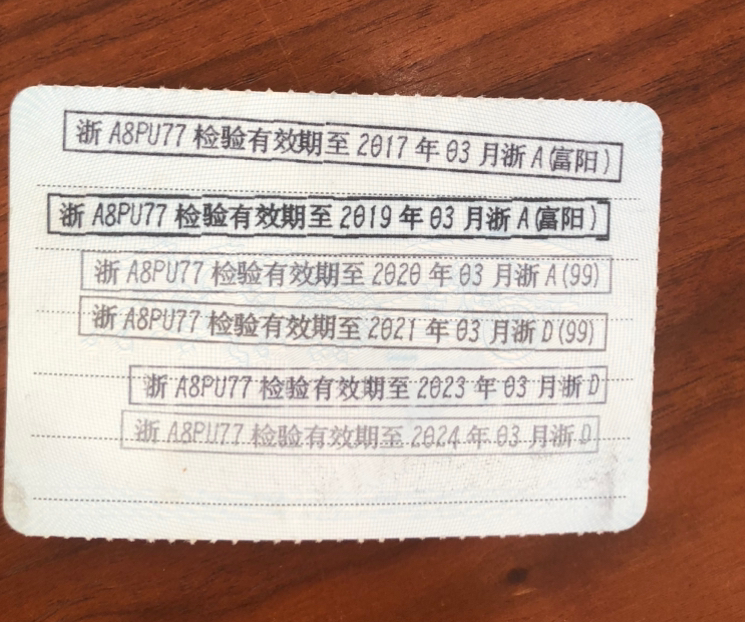 浙 A8PU77 检验有效期至 2017 年 03 月浙 A (富阳)
浙 A8PU77 检验有效期至 2019 年 03 月浙 A (富阳)
浙 A8PU77 检验有效期至 2020 年 03 月浙 A (99)
浙 A8PU77 检验有效期至 2021 年 03 月浙 D (99)
浙 A8PU77 检验有效期至 2023 年 03 月浙 D
浙 A8PU77 检验有效期至 2024 年 03 月浙 D